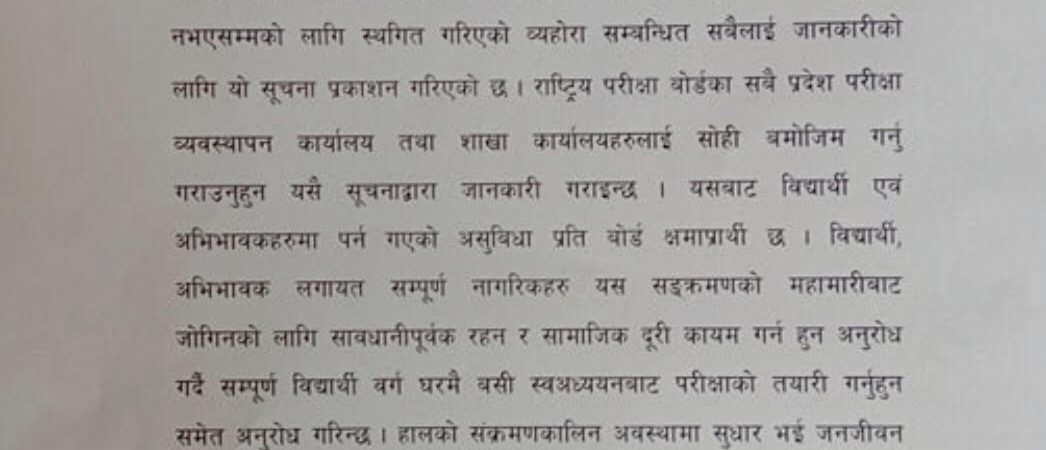 नभएसम्मको लागि स्थगित गरिएको व्यहोरा सम्बन्धित सबैलाई जानकारीको
लागि यो सूचना प्रकाशन गरिएको छ । राष्ट्रिय परीक्षा बोर्डका सबै प्रदेश परीक्षा
व्यवस्थापन कार्यालय तथा शाखा कार्यालयहरुलाई सोही बमोजिम गर्नु
गराउनुहुन यसै सूचनाद्वारा जानकारी गराइन्छ । यसबाट विद्यार्थी एवं
अभिभावकहरुमा पर्न गएको असुविधा प्रति बोर्ड क्षमाप्रार्थी छ । विद्यार्थी,
अभिभावक लगायत सम्पूर्ण नागरिकहरु यस सङ्क्रमणको महामारीबाट
जोगिनको लागि सावधानीपूर्वक रहन र सामाजिक दूरी कायम गर्न हुन अनुरोध
गर्दै सम्पूर्ण विद्यार्थी वर्ग घरमै बसी स्वअध्ययनबाट परीक्षाको तयारी गर्नुहुन
समेत अनुरोध गरिन्छ । हालको संक्रमणकालिन अवस्थामा सुधार भई जनजीवन